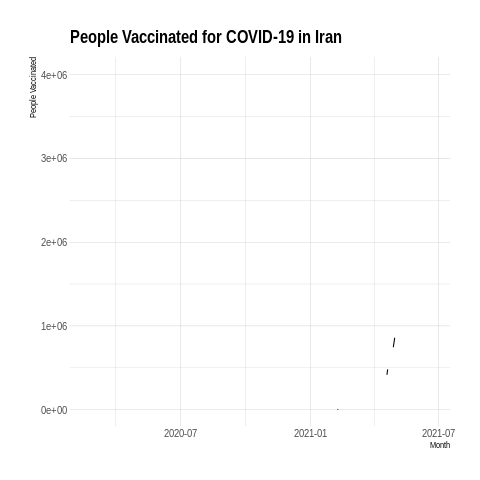 People Vaccinated for COVID-19 in Iran
People Vaccinated
4e+06
3e+06
2e+06
1e+06
0e+00
2020-07
2021-01
2021-07
Month